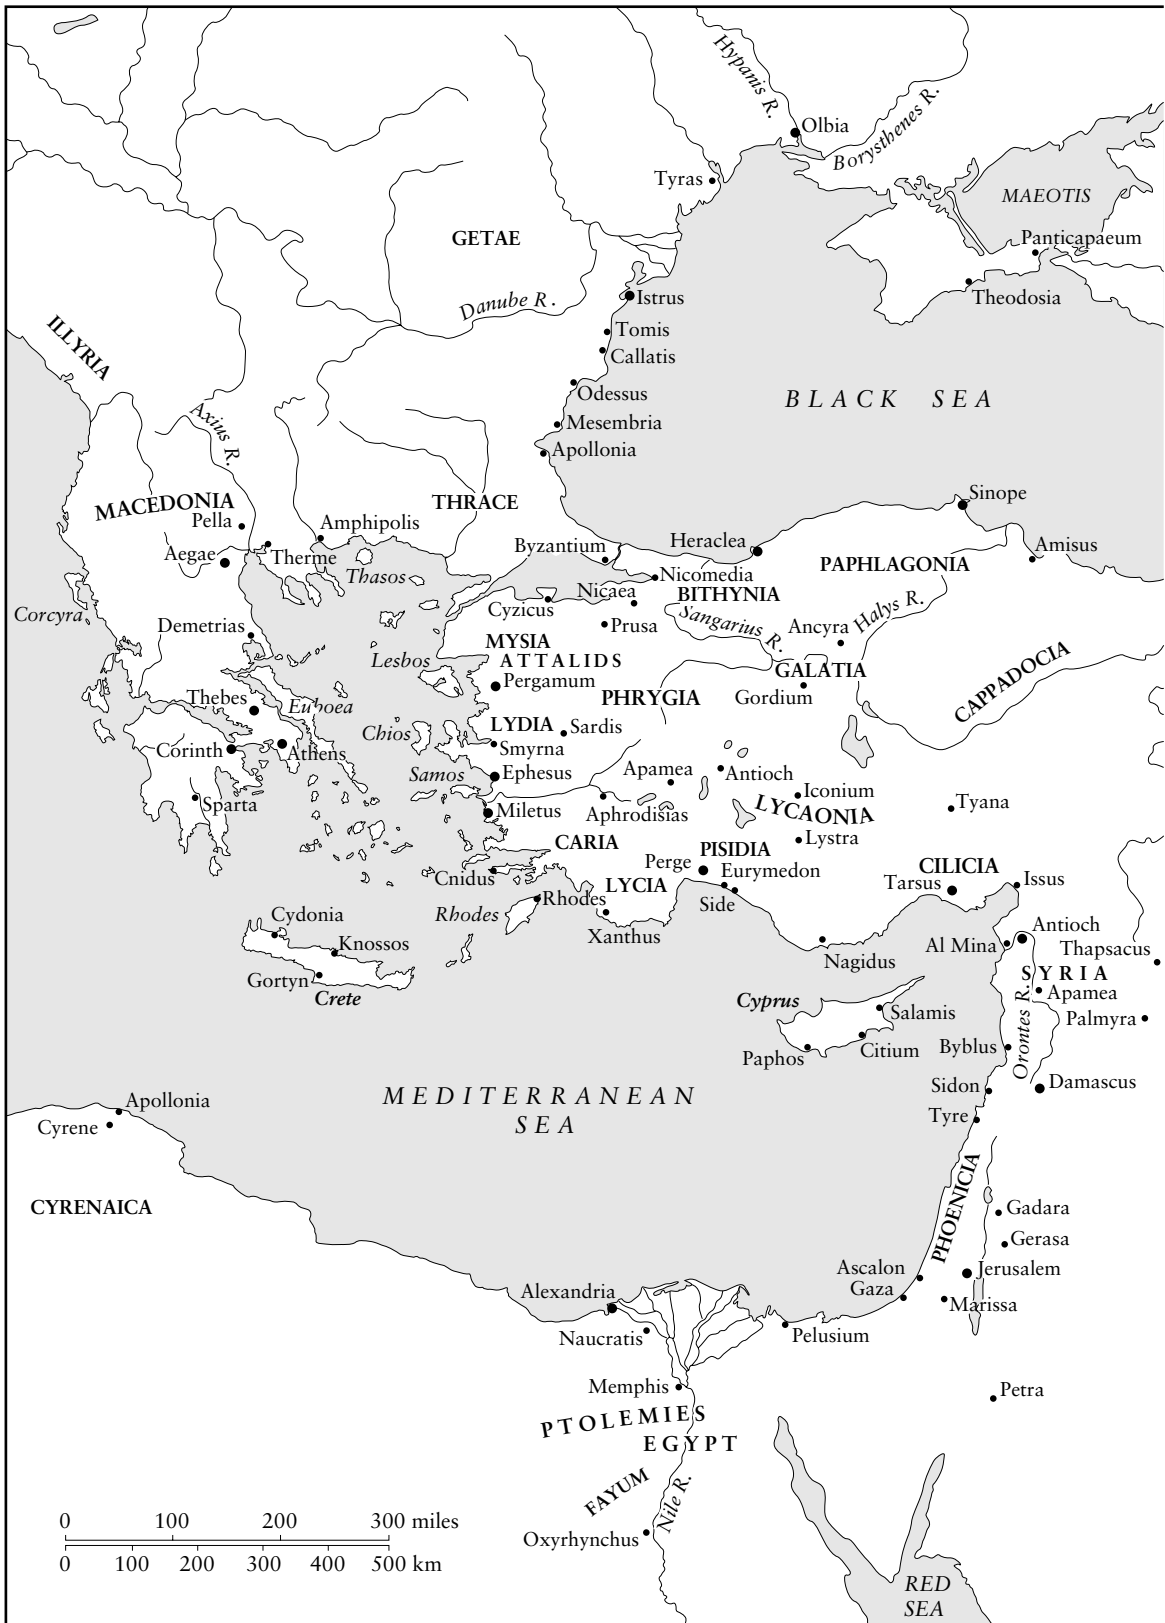 Hypanis R.
Olbia
Borysthenes R.
Tyras
MAEOTIS
GETAE
Panticapaeum
Danube R.
Istrus
Theodosia
ILLYRIA
Tomis
Callatis
Odessus
BLACK SEA
Axius R.
Mesembria
Apollonia
MACEDONIA
THRACE
Sinope
Pella
Amphipolis
Byzantium
Heraclea
Amisus
Aegae
Therme
Thasos
Nicomedia
PAPHLAGONIA
Nicaea
BITHYNIA
Corcyra
Cyzicus
Sangarius R.
Halys R.
Demetrias
Prusa
Ancyra
MYSIA
Lesbos
ATTALIDS
GALATIA
CAPPADOCIA
Pergamum
PHRYGIA
Gordium
Thebes
Euboea
LYDIA
Sardis
Chios
Corinth
Athens
Smyrna
Samos
Ephesus
Apamea
Antioch
Sparta
Iconium
Tyana
Miletus
Aphrodisias
LYCAONIA
CARIA
PISIDIA
Lystra
Perge
Eurymedon
CILICIA
Cnidus
LYCIA
Tarsus
Issus
Rhodes
Rhodes
Side
Cydonia
Xanthus
Antioch
Knossos
Al Mina
Thapsacus
Nagidus
Gortyn
SYRIA
Crete
Cyprus
Apamea
Salamis
Orontes R.
Palmyra
Paphos
Citium
Byblus
MEDITERRANEAN
SEA
Sidon
Damascus
Apollonia
Tyre
Cyrene
CYRENAICA
PHOENICIA
Gadara
Gerasa
Ascalon
Jerusalem
Alexandria
Gaza
Marissa
Naucratis
Pelusium
Memphis
Petra
PTOLEMIES
EGYPT
FAYUM
Nile R.
Oxyrhynchus
0 100 200 300 miles
0 100 200 300 400 500 km
RED
SEA